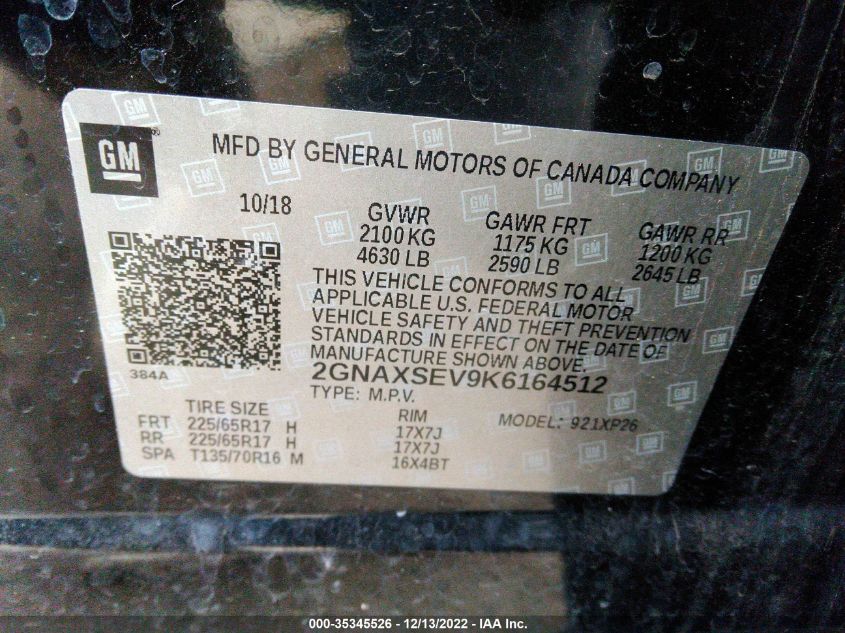 GM
MFD BY GENERAL MOTORS OF CANADA COMPANY
10/18 GVWR GAWR FRT GAWR RR
2100 KG 1175 KG 1200 KG
4630 LB 2590 LB 2645 LB
THIS VEHICLE CONFORMS TO ALL
APPLICABLE U.S. FEDERAL MOTOR
VEHICLE SAFETY AND THEFT PREVENTION
STANDARDS IN EFFECT ON THE DATE OF
MANUFACTURE SHOWN ABOVE.
384A
2GNAXSEV9K6164512
TYPE: M.P.V.
TIRE SIZE RIM MODEL: 921XP26
FRT 225/65R17 H 17X7J
RR 225/65R17 H 17X7J
SPA T135/70R16 M 16X4BT
000-35345526 - 12/13/2022 - IAA Inc.